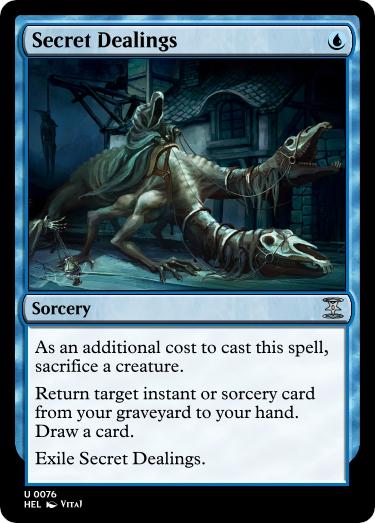 Secret Dealings
Sorcery
As an additional cost to cast this spell,
sacrifice a creature.
Return target instant or sorcery card
from your graveyard to your hand.
Draw a card.
Exile Secret Dealings.
U 0076
HEL VitaJ